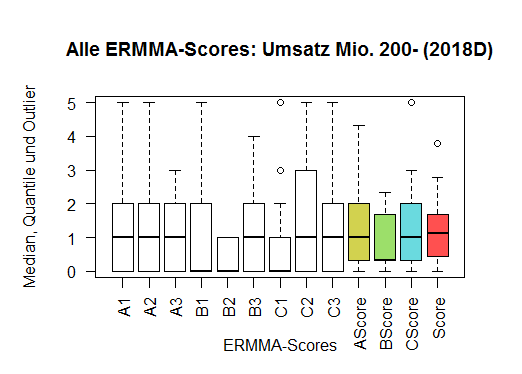 Alle ERMMA-Scores: Umsatz Mio. 200- (2018D)
Median, Quantile und Outlier
5
4
3
2
1
0
A1 A2 A3 B1 B2 B3 C1 C2 C3 AScore BScore CScore Score
ERMMA-Scores